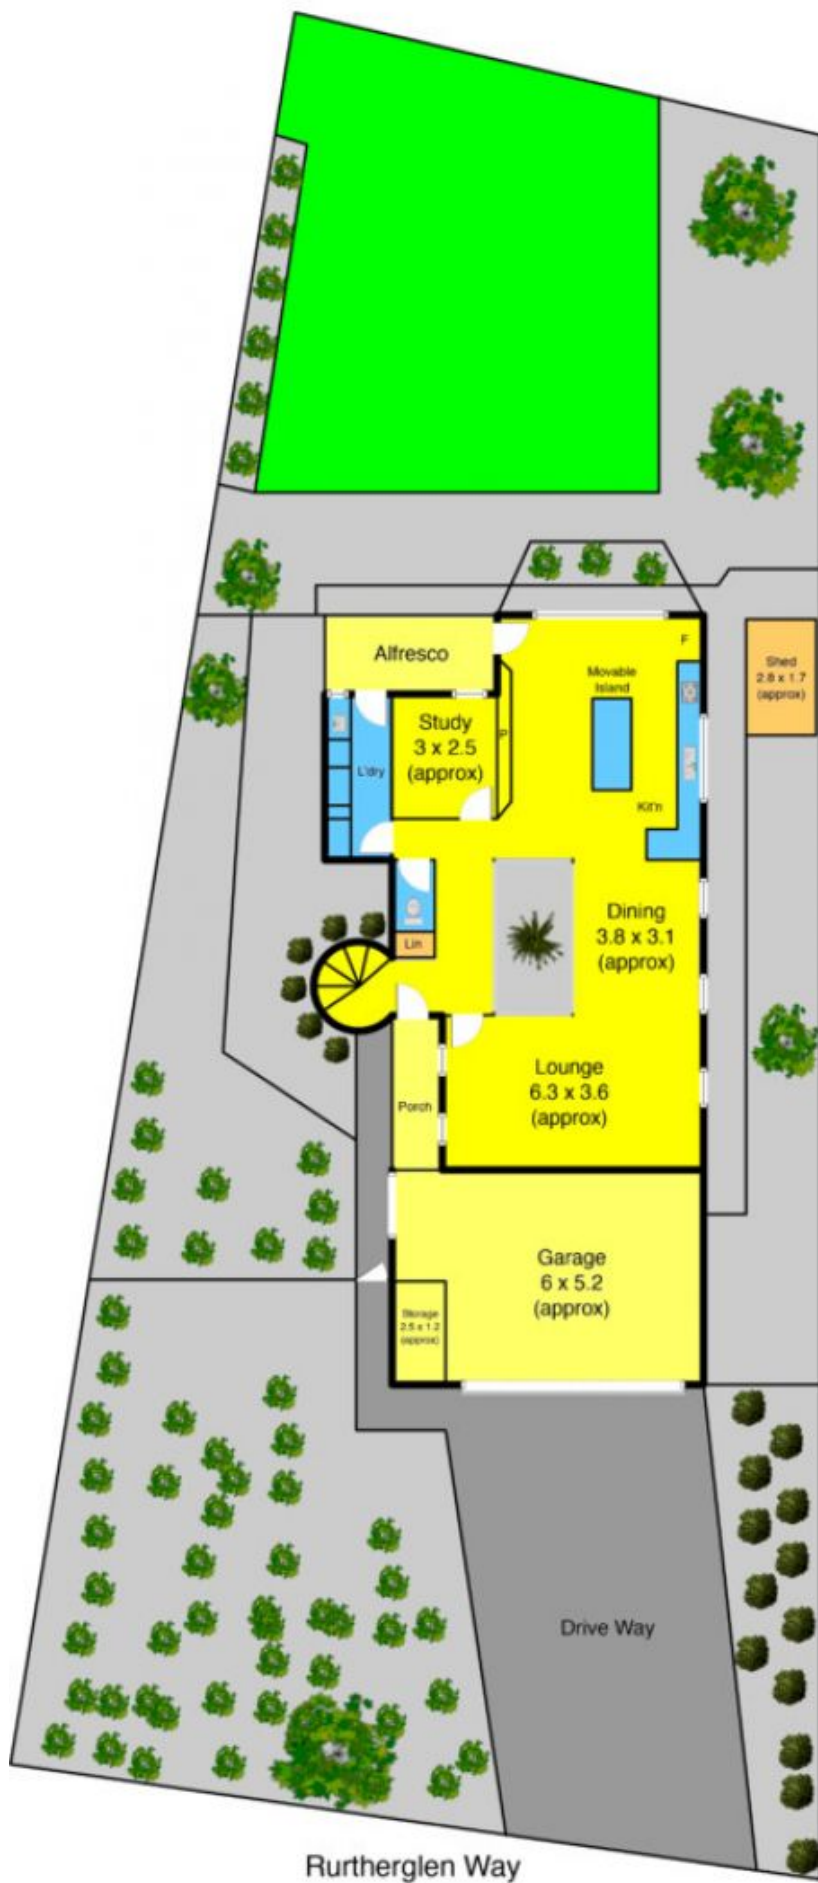 Alfresco
F
Shed
2.8 x 1.7
(approx)
Movable
Island
Study
3 x 2.5
(approx)
P
L'dry
Kit'n
Dining
3.8 x 3.1
(approx)
Lin
Lounge
6.3 x 3.6
(approx)
Porch
Garage
6 x 5.2
(approx)
Storage
2.5 x 1.2
(approx)
Drive Way
Rurtherglen Way